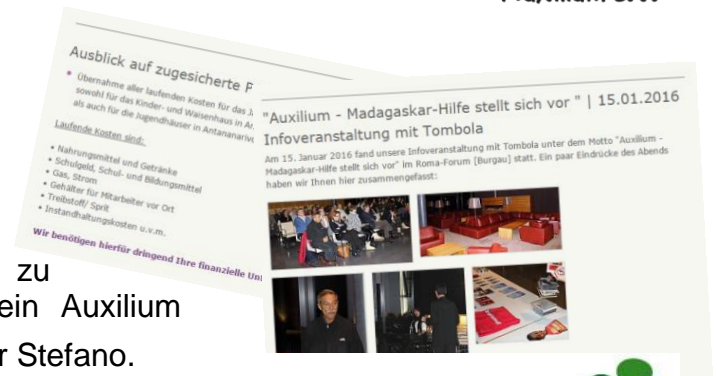 Ausblick auf zugesicherte P
• Übernahme aller laufenden Kosten für das
sowohl für das Kinder- und Waisenhaus in
als auch für die Jugendhäuser in Antananariv
Laufende Kosten sind:
• Nahrungsmittel und Getränke
• Schulgeld, Schul- und Bildungsmittel
• Gas, Strom
• Gehälter für Mitarbeiter vor Ort
• Treibstoff/ Sprit
• Instandhaltungskosten u.v.m.
Wir benötigen hierfür dringend Ihre finanzielle Un
"Auxilium - Madagaskar-Hilfe stellt sich vor " | 15.01.2016
Infoveranstaltung mit Tombola
Am 15. Januar 2016 fand unsere Infoveranstaltung mit Tombola unter dem Motto "Auxilium -
Madagaskar-Hilfe stellt sich vor" im Roma-Forum [Burgau] statt. Ein paar Eindrücke des Abends
haben wir Ihnen hier zusammengefasst:
zu
ein Auxilium
r Stefano.